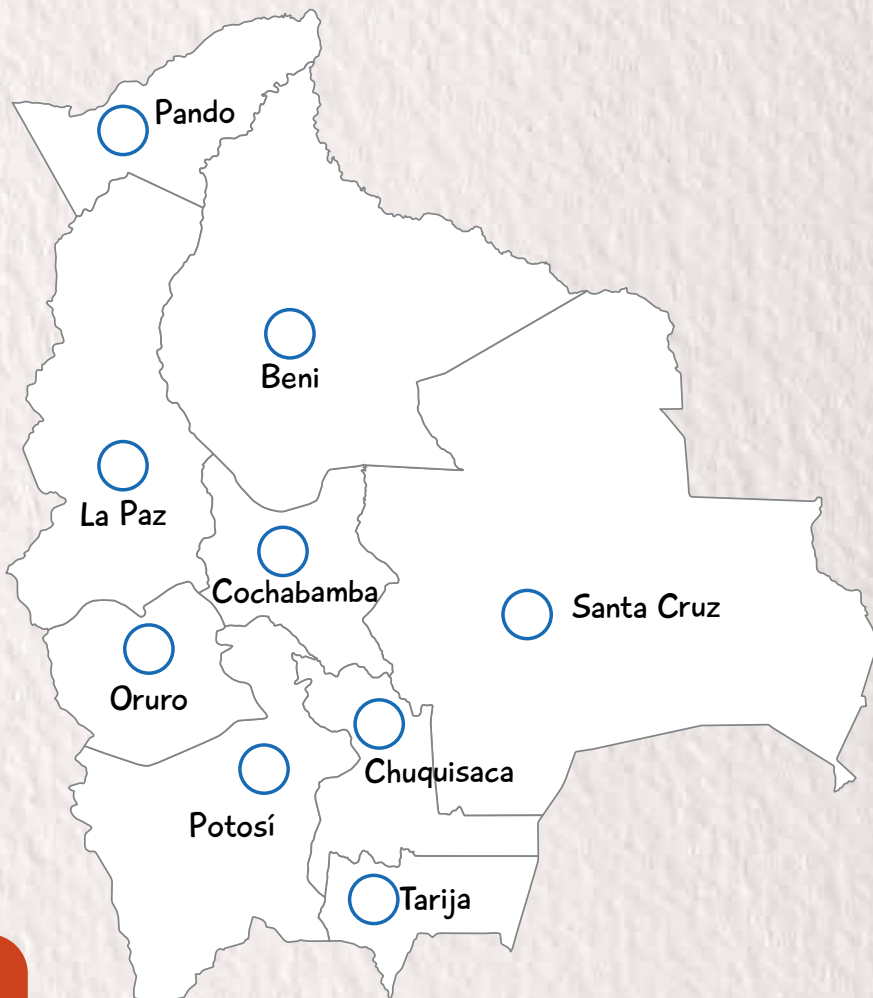 Pando
Beni
La Paz
Cochabamba
Santa Cruz
Oruro
Chuquisaca
Potosí
Tarija